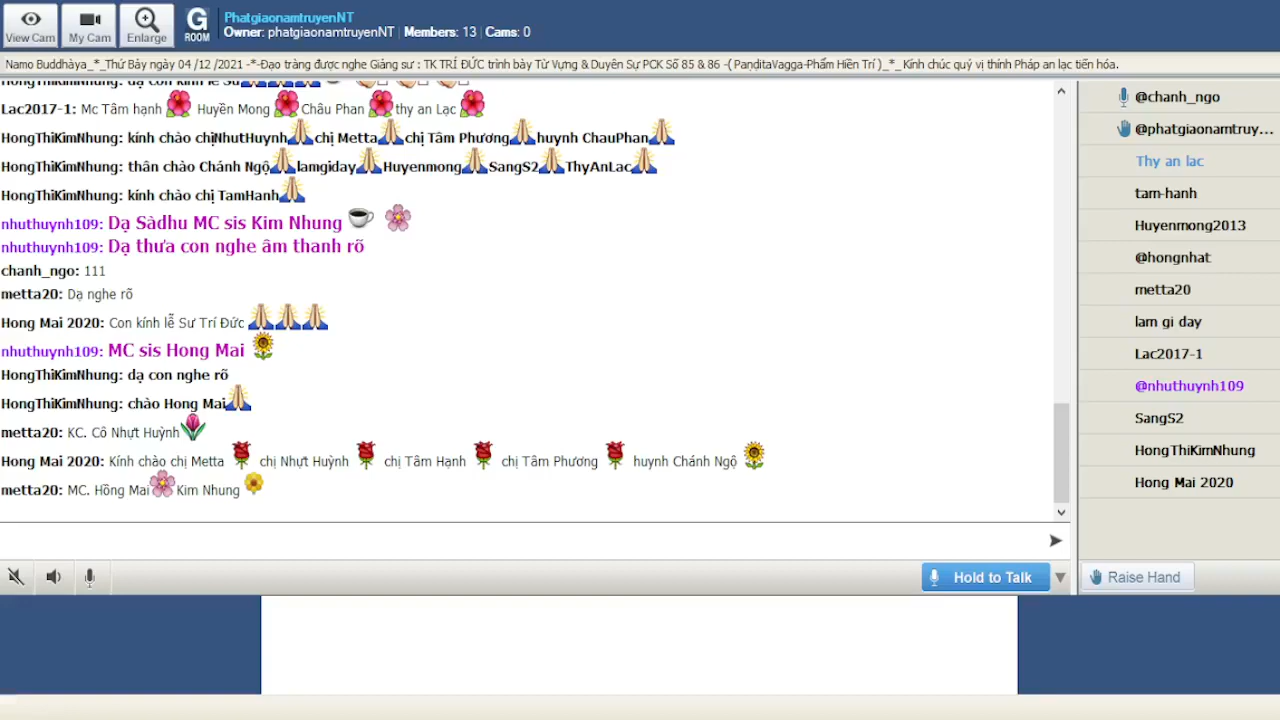 View Cam
My Cam
Enlarge
G
ROOM
PhatgiaonamtruyenNT
Owner: phatgiaonamtruyenNT | Members: 13 | Cams: 0
Namo Buddhàya_*_Thứ Bảy ngày 04 /12 /2021 -*-Đạo tràng được nghe Giảng sư : TK TRÍ ĐỨC trình bày Từ Vựng & Duyên Sự PCK Số 85 & 86 -( PaṇḍitaVagga-Phẩm Hiền Trí )_*_ Kính chúc quý vị thính Pháp an lạc tiến hóa.
HongThiKimNhung: dạ con kính lễ Sư
Lac2017-1: Mc Tâm hạnh Huyền Mong Châu Phan thy an Lạc
HongThiKimNhung: kính chào chịNhutHuynh chị Metta chị Tâm Phương huynh ChauPhan
HongThiKimNhung: thân chào Chánh Ngộ lamgiday Huyenmong SangS2 ThyAnLac
HongThiKimNhung: kính chào chị TamHanh
nhuthuynh109: Dạ Sàdhu MC sis Kim Nhung
nhuthuynh109: Dạ thưa con nghe âm thanh rõ
chanh_ngo: 111
metta20: Dạ nghe rõ
Hong Mai 2020: Con kính lễ Sư Trí Đức
nhuthuynh109: MC sis Hong Mai
HongThiKimNhung: dạ con nghe rõ
HongThiKimNhung: chào Hong Mai
metta20: KC. Cô Nhựt Huỳnh
Hong Mai 2020: Kính chào chị Metta chị Nhựt Huỳnh chị Tâm Hạnh chị Tâm Phương huynh Chánh Ngộ
metta20: MC. Hồng Mai Kim Nhung
@chanh_ngo
@phatgiaonamtruy...
Thy an lac
tam-hanh
Huyenmong2013
@hongnhat
metta20
lam gi day
Lac2017-1
@nhuthuynh109
SangS2
HongThiKimNhung
Hong Mai 2020
Hold to Talk
Raise Hand